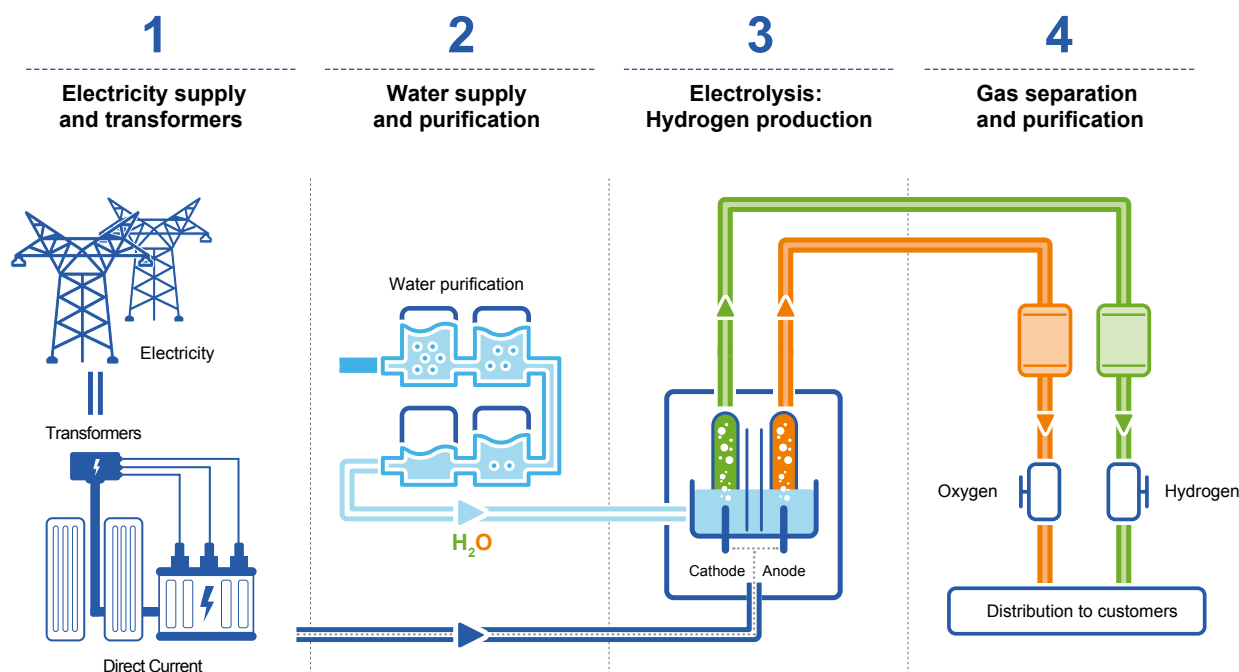 1
Electricity supply
and transformers
Electricity
Transformers
Direct Current
2
Water supply
and purification
Water purification
H₂O
3
Electrolysis:
Hydrogen production
Cathode
Anode
4
Gas separation
and purification
Oxygen
Hydrogen
Distribution to customers